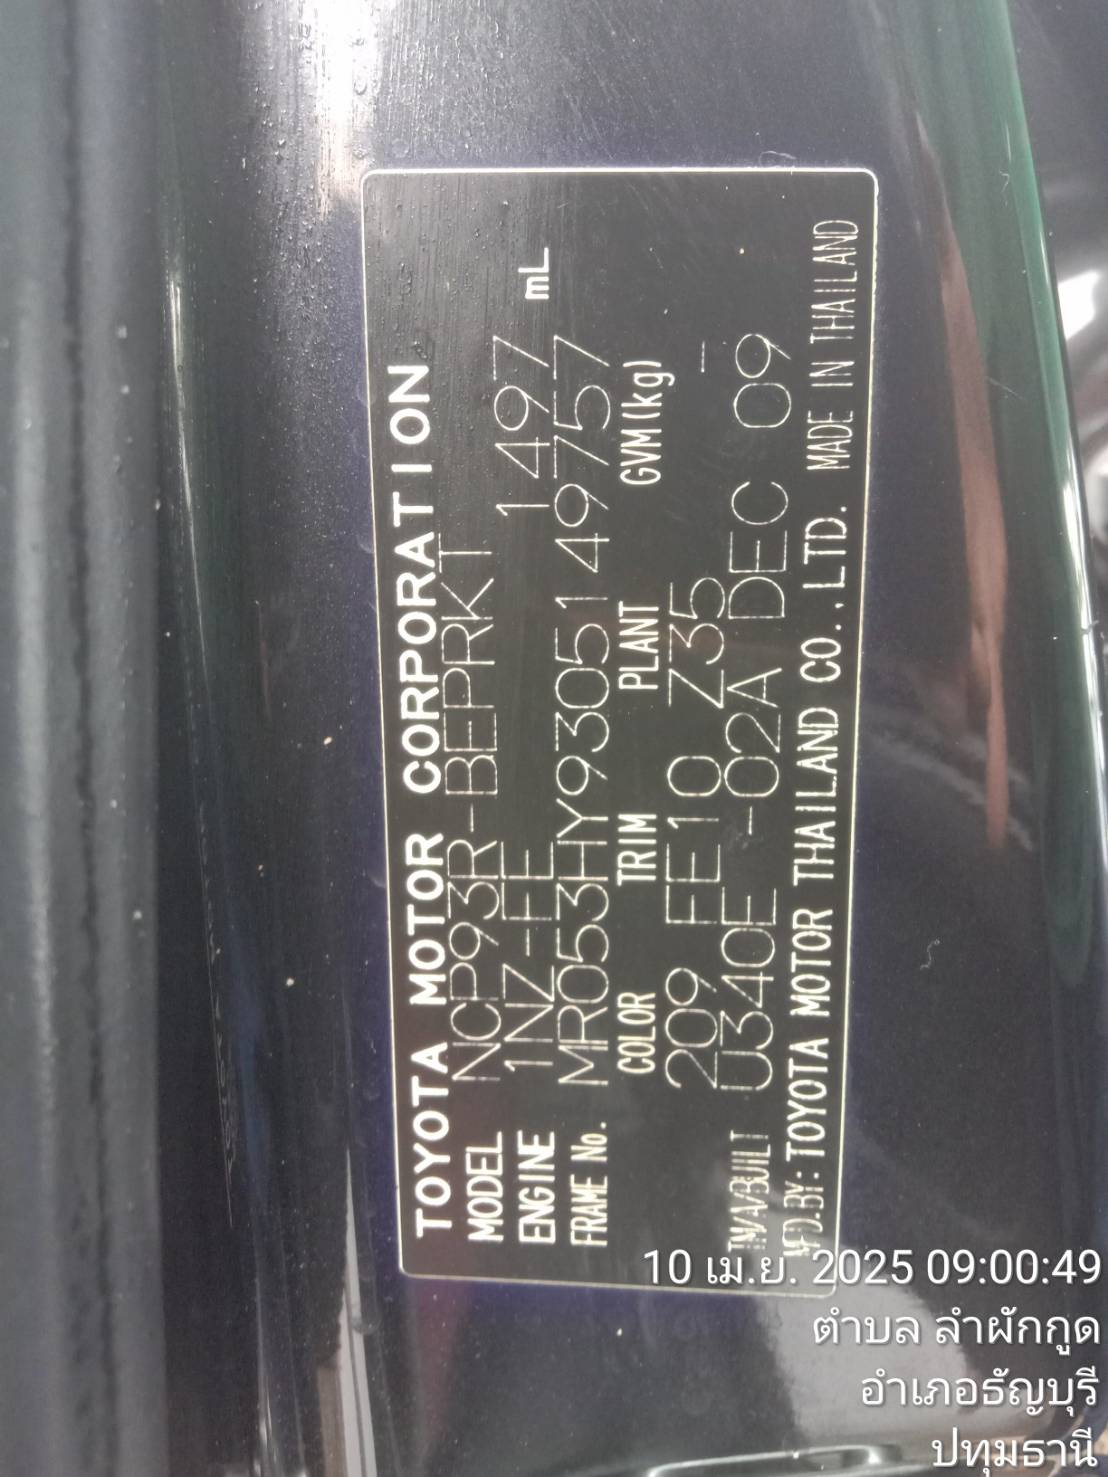 TOYOTA MOTOR CORPORATION
MODEL NCP93R-BEPRKT
ENGINE 1NZ-FE 1497 mL
FRAME No. MR053HY9305149757
COLOR TRIM PLANT GVM(kg)
209 FE10 Z35 -
TM/A/BUILT U340E -02A DEC 09
MFD.BY: TOYOTA MOTOR THAILAND CO.,LTD. MADE IN THAILAND
10 เม.ย. 2025 09:00:49
ตำบล ลำผักกูด
อำเภอธัญบุรี
ปทุมธานี